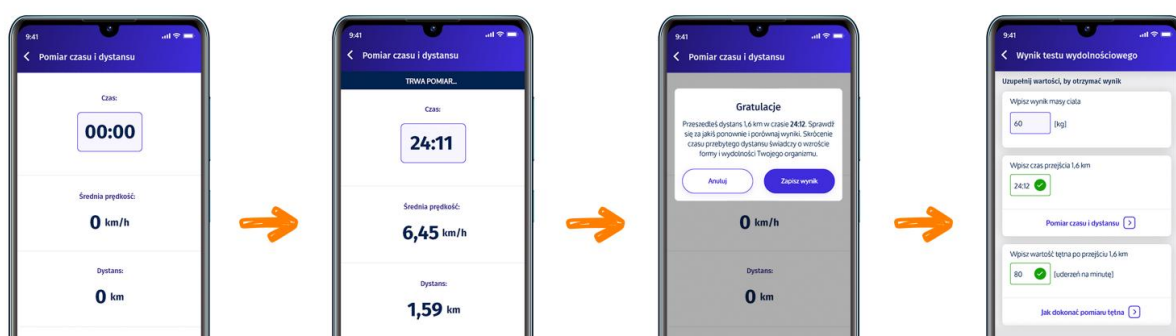 9:41
Pomiar czasu i dystansu
Czas:
00:00
Średnia prędkość:
0 km/h
Dystans:
0 km
9:41
Pomiar czasu i dystansu
TRWA POMIAR...
Czas:
24:11
Średnia prędkość:
6,45 km/h
Dystans:
1,59 km
9:41
Pomiar czasu i dystansu
Gratulacje
Przeszedłeś dystans 1,6 km w czasie 24:12. Sprawdź
się za jakiś ponownie i porównaj wyniki. Skrócenie
czasu przebytego dystansu świadczy o wzroście
formy i wydolności Twojego organizmu.
Anuluj
Zapisz wynik
0 km/h
Dystans:
0 km
9:41
Wynik testu wydolnościowego
Uzupełnij wartości, by otrzymać wynik
Wpisz wynik masy ciała
60 [kg]
Wpisz czas przejścia 1,6 km
24:12
Pomiar czasu i dystansu
Wpisz wartość tętna po przejściu 1,6 km
80 [uderzeń na minutę]
Jak dokonać pomiaru tętna